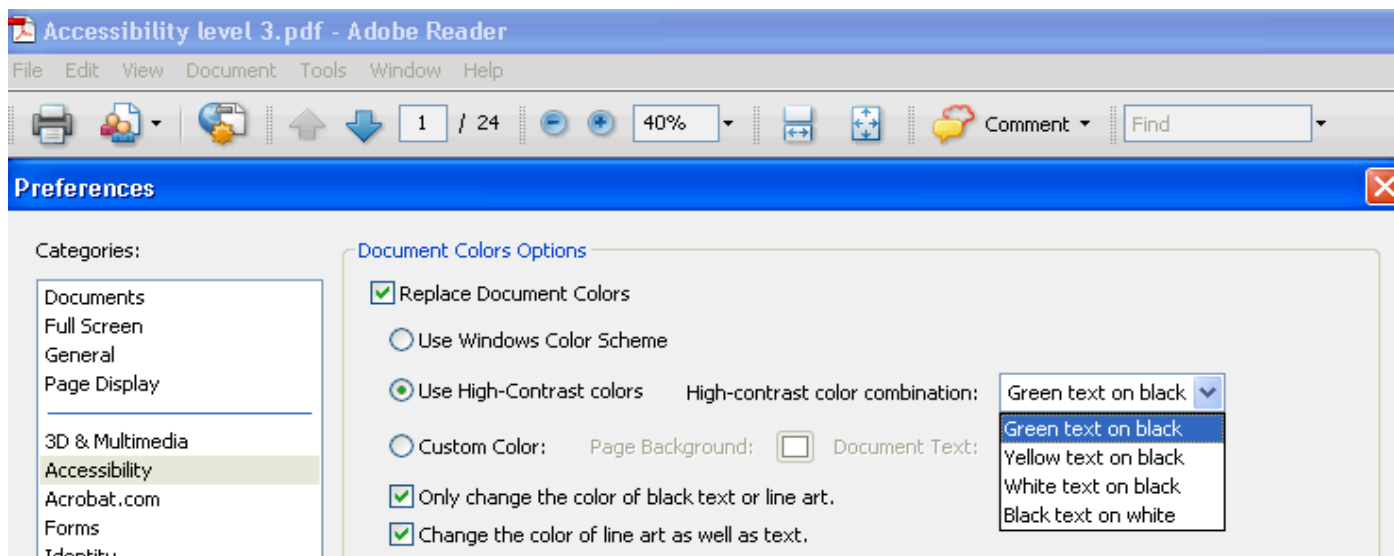 Accessibility level 3.pdf - Adobe Reader
File Edit View Document Tools Window Help
1 / 24 40% Comment Find
Preferences
Categories:
Documents
Full Screen
General
Page Display
3D & Multimedia
Accessibility
Acrobat.com
Forms
Identity
Document Colors Options
Replace Document Colors
Use Windows Color Scheme
Use High-Contrast colors High-contrast color combination: Green text on black
Green text on black
Yellow text on black
White text on black
Black text on white
Custom Color: Page Background: Document Text:
Only change the color of black text or line art.
Change the color of line art as well as text.